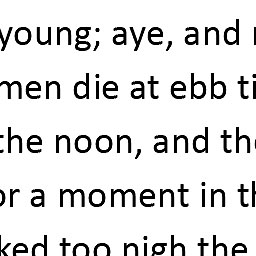 young; aye, and
men die at ebb ti
the noon, and the
or a moment in th
ked too nigh the